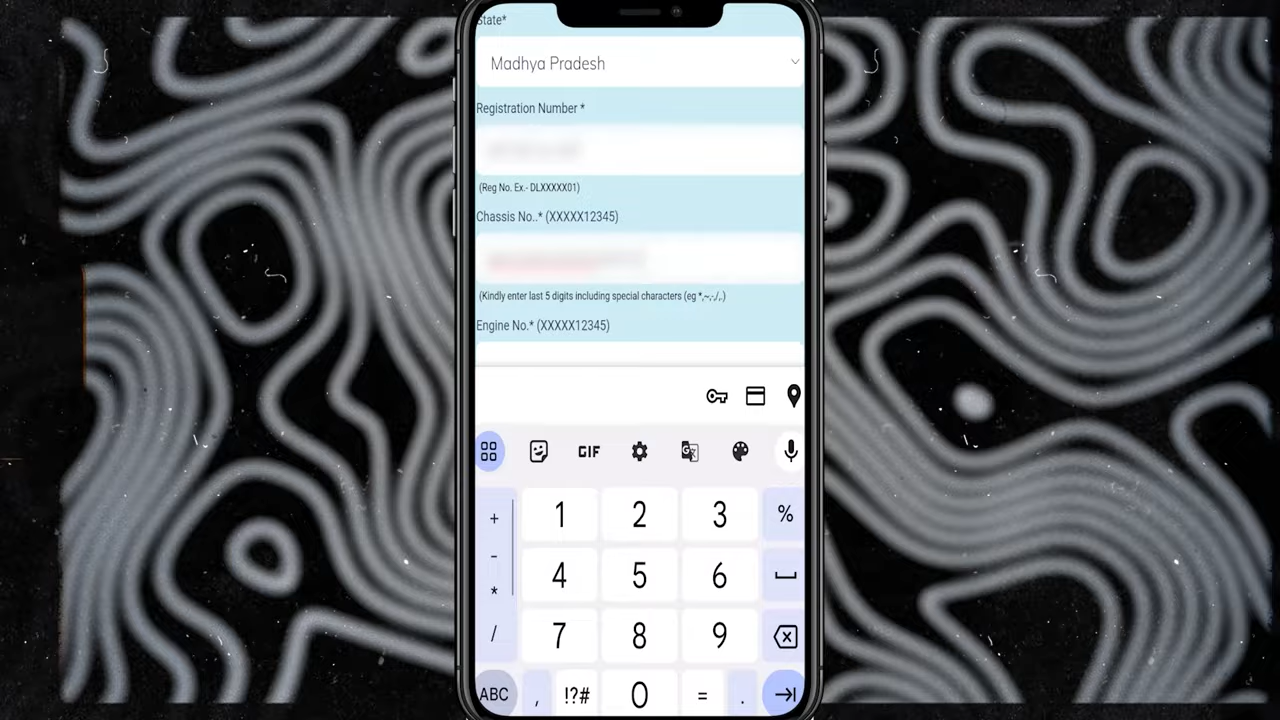 State*
Madhya Pradesh
Registration Number *
(Reg No. Ex.- DLXXXXX01)
Chassis No..* (XXXXX12345)
(Kindly enter last 5 digits including special characters (eg *,~,-./,.)
Engine No.* (XXXXX12345)
GIF
+ 1 2 3 %
-
4 5 6
*
/ 7 8 9
ABC , !?# 0 = .